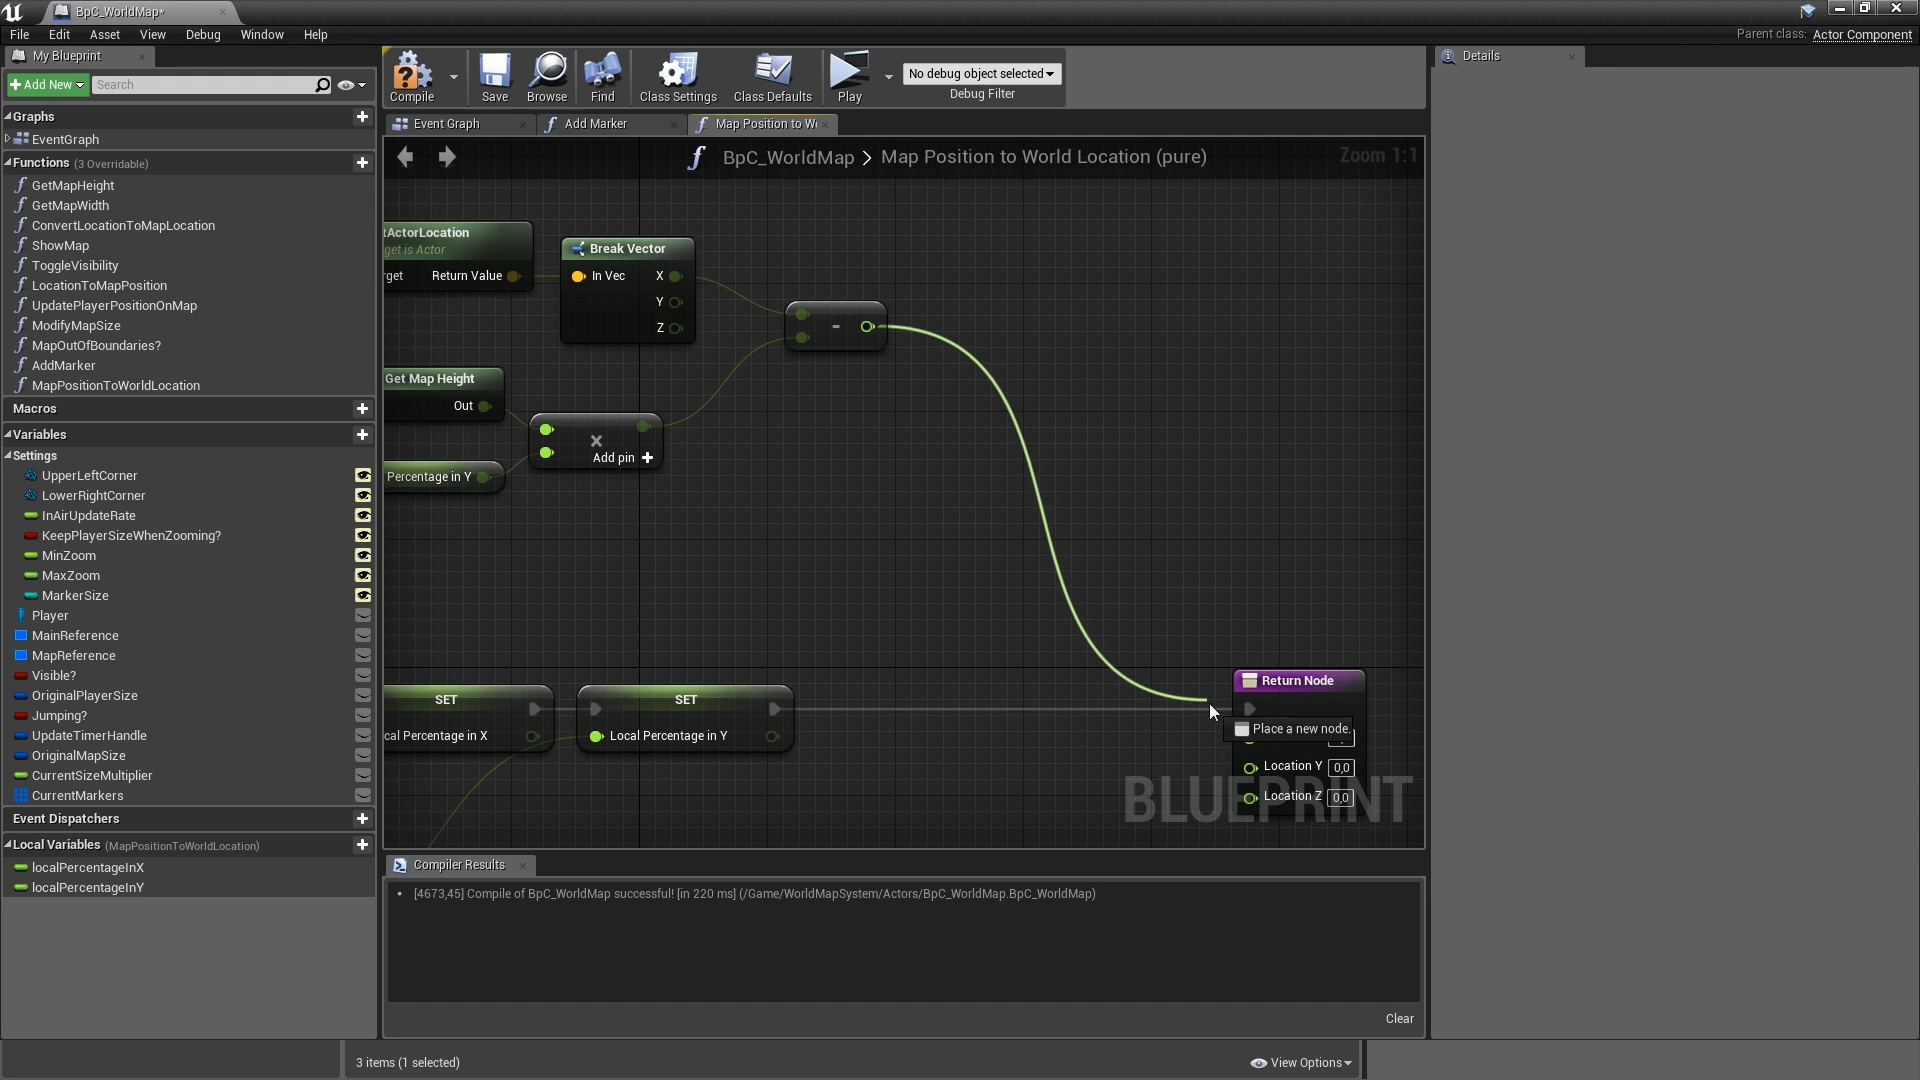 BpC_WorldMap*
File Edit Asset View Debug Window Help
Parent class: Actor Component
My Blueprint
Add New
Search
Compile
Save
Browse
Find
Class Settings
Class Defaults
Play
No debug object selected
Debug Filter
Details
Graphs
EventGraph
Functions (3 Overridable)
GetMapHeight
GetMapWidth
ConvertLocationToMapLocation
ShowMap
ToggleVisibility
LocationToMapPosition
UpdatePlayerPositionOnMap
ModifyMapSize
MapOutOfBoundaries?
AddMarker
MapPositionToWorldLocation
Macros
Variables
Settings
UpperLeftCorner
LowerRightCorner
InAirUpdateRate
KeepPlayerSizeWhenZooming?
MinZoom
MaxZoom
MarkerSize
Player
MainReference
MapReference
Visible?
OriginalPlayerSize
Jumping?
UpdateTimerHandle
OriginalMapSize
CurrentSizeMultiplier
CurrentMarkers
Event Dispatchers
Local Variables (MapPositionToWorldLocation)
localPercentageInX
localPercentageInY
Event Graph
Add Marker
Map Position to Wo
BpC_WorldMap > Map Position to World Location (pure)
Zoom 1:1
tActorLocation
get is Actor
rget Return Value
Break Vector
In Vec X
Y
Z
-
Get Map Height
Out
×
Add pin +
Percentage in Y
SET
cal Percentage in X
SET
Local Percentage in Y
Return Node
Place a new node.
Location Y 0,0
Location Z 0,0
BLUEPRINT
Compiler Results
• [4673,45] Compile of BpC_WorldMap successful! [in 220 ms] (/Game/WorldMapSystem/Actors/BpC_WorldMap.BpC_WorldMap)
Clear
3 items (1 selected)
View Options